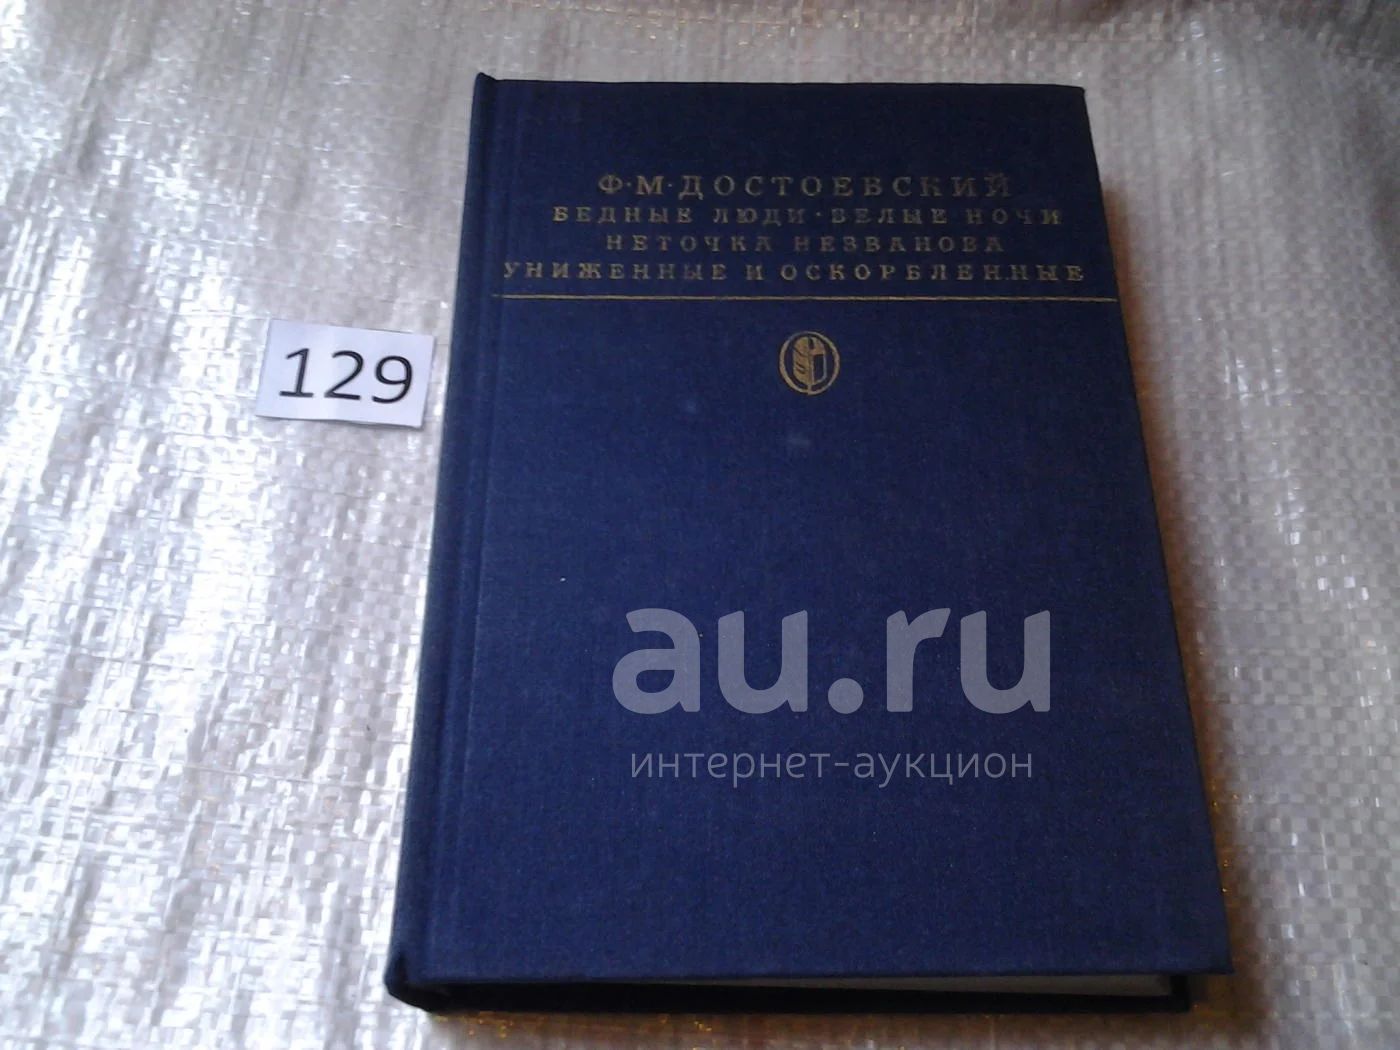 Ф·М·ДОСТОЕВСКИЙ
БЕДНЫЕ ЛЮДИ·БЕЛЫЕ НОЧИ
НЕТОЧКА НЕЗВАНОВА
УНИЖЕННЫЕ И ОСКОРБЛЕННЫЕ
129
au.ru
интернет-аукцион